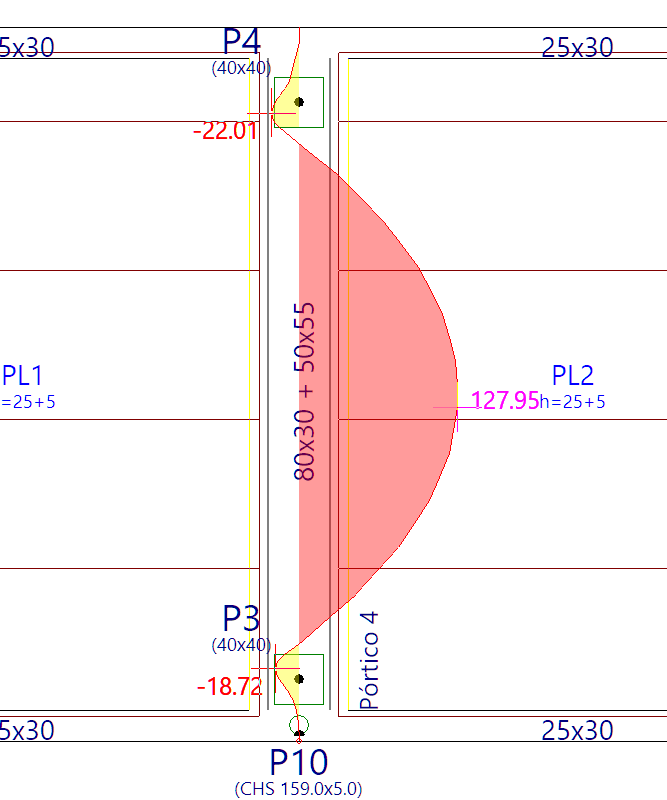 P4
5x30
25x30
(40x40)
-22.01
80x30 + 50x55
PL1
=25+5
PL2
127.95
h=25+5
P3
(40x40)
Pórtico 4
-18.72
5x30
25x30
P10
(CHS 159.0x5.0)